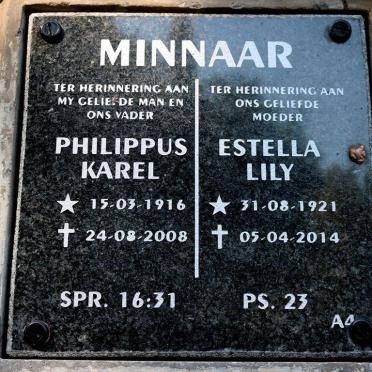 MINNAAR
TER HERINNERING AAN
MY GELIEFDE MAN EN
ONS VADER
PHILIPPUS
KAREL
15-03-1916
24-08-2008
SPR. 16:31
TER HERINNERING AAN
ONS GELIEFDE
MOEDER
ESTELLA
LILY
31-08-1921
05-04-2014
PS. 23
A4